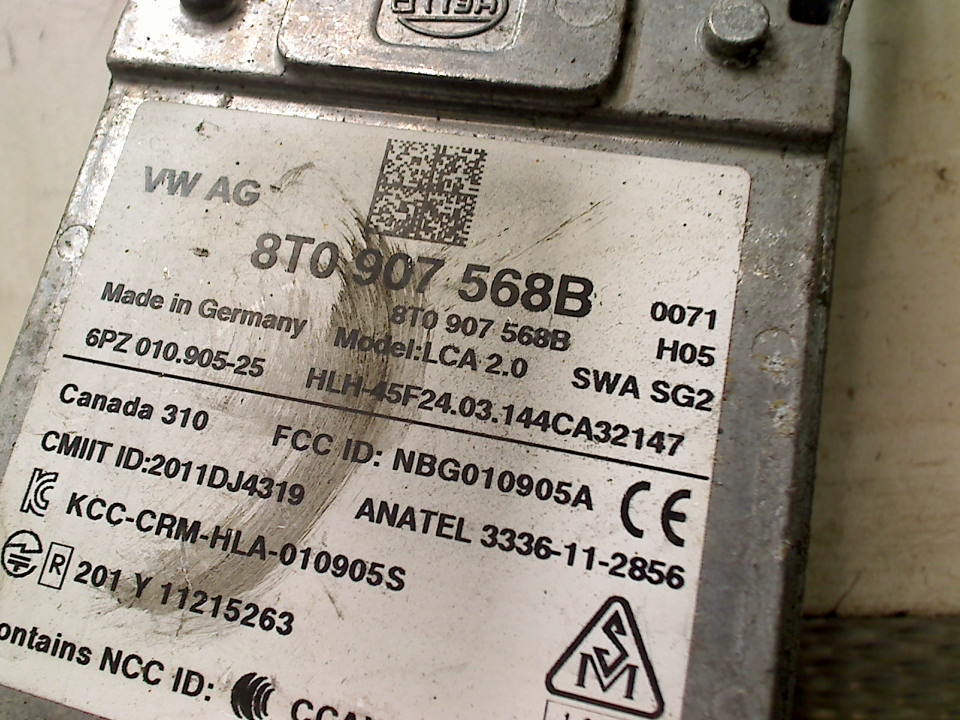 HELLA
VW AG
8T0 907 568B
8T0 907 568B
0071
Made in Germany
Model:LCA 2.0
H05
6PZ 010.905-25
HLH-45F24.03.144CA32147
SWA SG2
Canada 310
FCC ID: NBG010905A
CE
CMIIT ID:2011DJ4319
ANATEL 3336-11-2856
KCC-CRM-HLA-010905S
R 201 Y 11215263
ontains NCC ID: